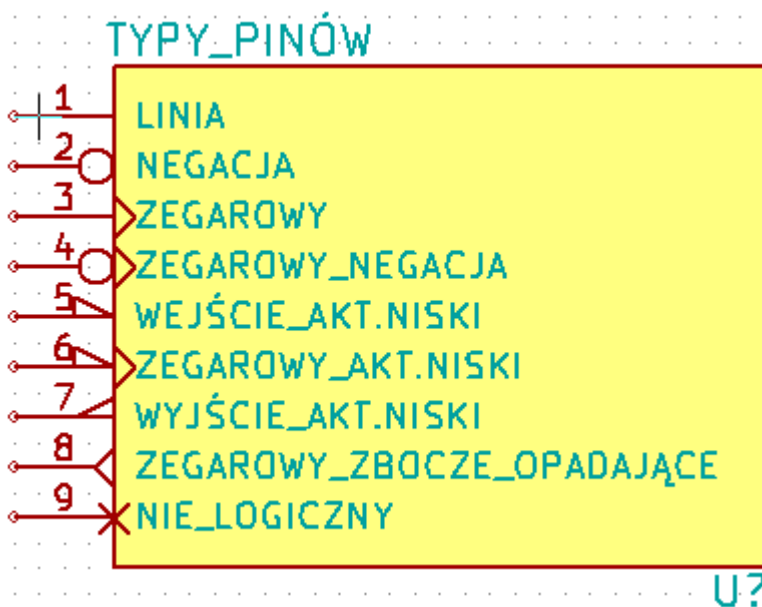 TYPY_PINÓW
1 LINIA
2 NEGACJA
3 ZEGAROWY
4 ZEGAROWY_NEGACJA
5 WEJŚCIE_AKT.NISKI
6 ZEGAROWY_AKT.NISKI
7 WYJŚCIE_AKT.NISKI
8 ZEGAROWY_ZBOCZE_OPADAJĄCE
9 NIE_LOGICZNY
U?